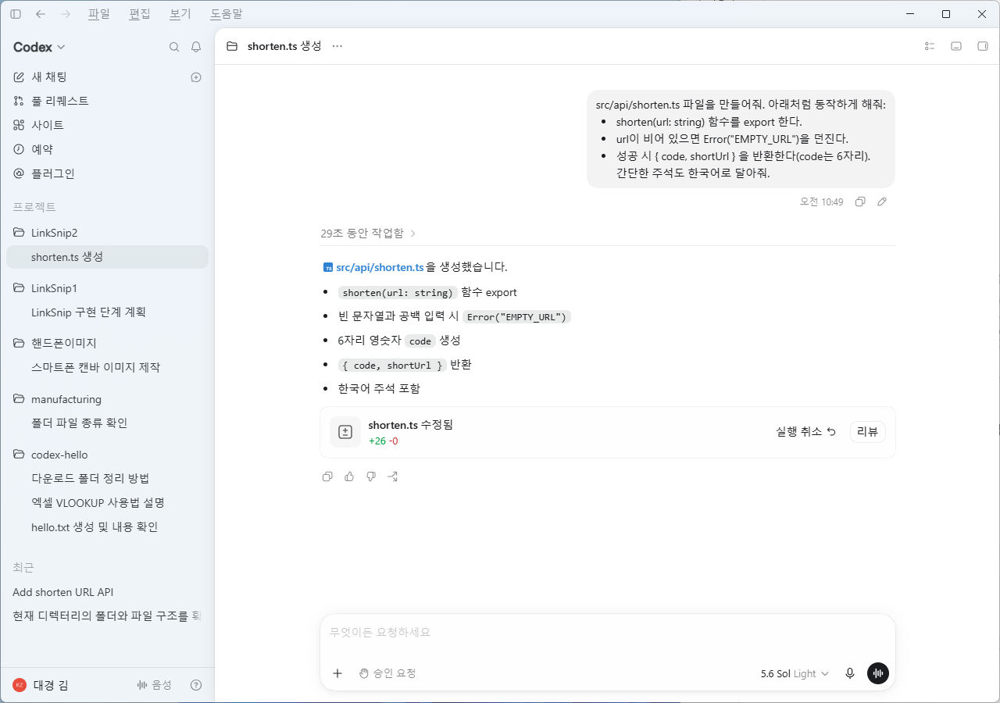 파일 편집 보기 도움말
Codex
새 채팅
풀 리퀘스트
사이트
예약
플러그인
프로젝트
LinkSnip2
shorten.ts 생성
LinkSnip1
LinkSnip 구현 단계 계획
핸드폰이미지
스마트폰 캔바 이미지 제작
manufacturing
폴더 파일 종류 확인
codex-hello
다운로드 폴더 정리 방법
엑셀 VLOOKUP 사용법 설명
hello.txt 생성 및 내용 확인
최근
Add shorten URL API
현재 디렉터리의 폴더와 파일 구조를
KZ 대경 김 음성
shorten.ts 생성
src/api/shorten.ts 파일을 만들어줘. 아래처럼 동작하게 해줘:
• shorten(url: string) 함수를 export 한다.
• url이 비어 있으면 Error("EMPTY_URL")을 던진다.
• 성공 시 { code, shortUrl } 을 반환한다(code는 6자리).
간단한 주석도 한국어로 달아줘.
오전 10:49
29초 동안 작업함
TS src/api/shorten.ts 을 생성했습니다.
• shorten(url: string) 함수 export
• 빈 문자열과 공백 입력 시 Error("EMPTY_URL")
• 6자리 영숫자 code 생성
• { code, shortUrl } 반환
• 한국어 주석 포함
shorten.ts 수정됨
+26 -0
실행 취소 리뷰
무엇이든 요청하세요
승인 요청 5.6 Sol Light